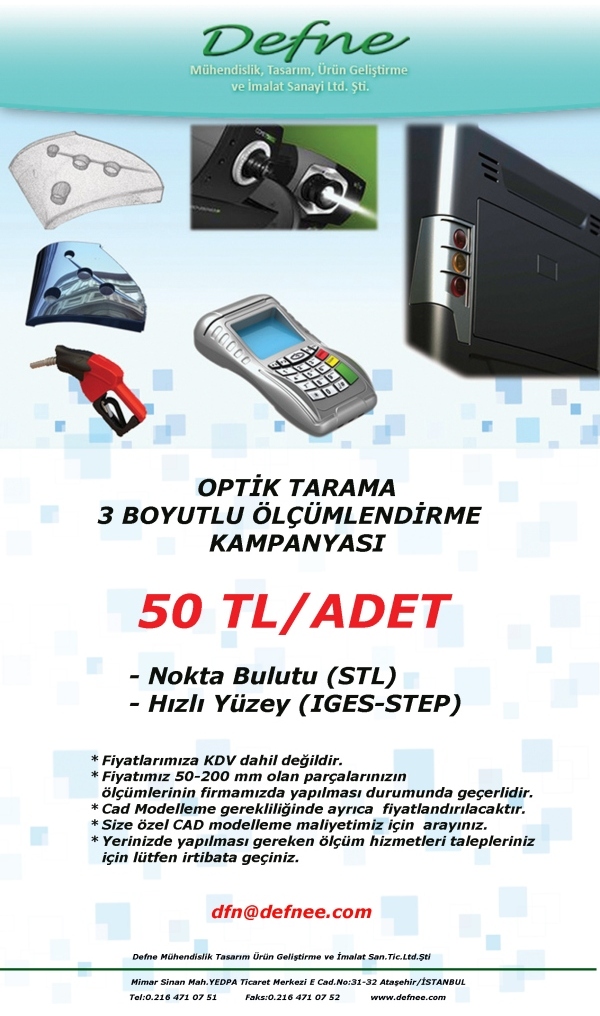 Defne
Mühendislik, Tasarım, Ürün Geliştirme
ve İmalat Sanayi Ltd. Şti.
OPTİK TARAMA
3 BOYUTLU ÖLÇÜMLENDİRME
KAMPANYASI
50 TL/ADET
- Nokta Bulutu (STL)
- Hızlı Yüzey (IGES-STEP)
* Fiyatlarımıza KDV dahil değildir.
* Fiyatımız 50-200 mm olan parçalarınızın
ölçümlerinin firmamızda yapılması durumunda geçerlidir.
* Cad Modelleme gerekliliğinde ayrıca fiyatlandırılacaktır.
* Size özel CAD modelleme maliyetimiz için arayınız.
* Yerinizde yapılması gereken ölçüm hizmetleri talepleriniz
için lütfen irtibata geçiniz.
dfn@defnee.com
Defne Mühendislik Tasarım Ürün Geliştirme ve İmalat San.Tic.Ltd.Şti
Mimar Sinan Mah.YEDPA Ticaret Merkezi E Cad.No:31-32 Ataşehir/İSTANBUL
Tel:0.216 471 07 51 Faks:0.216 471 07 52 www.defnee.com